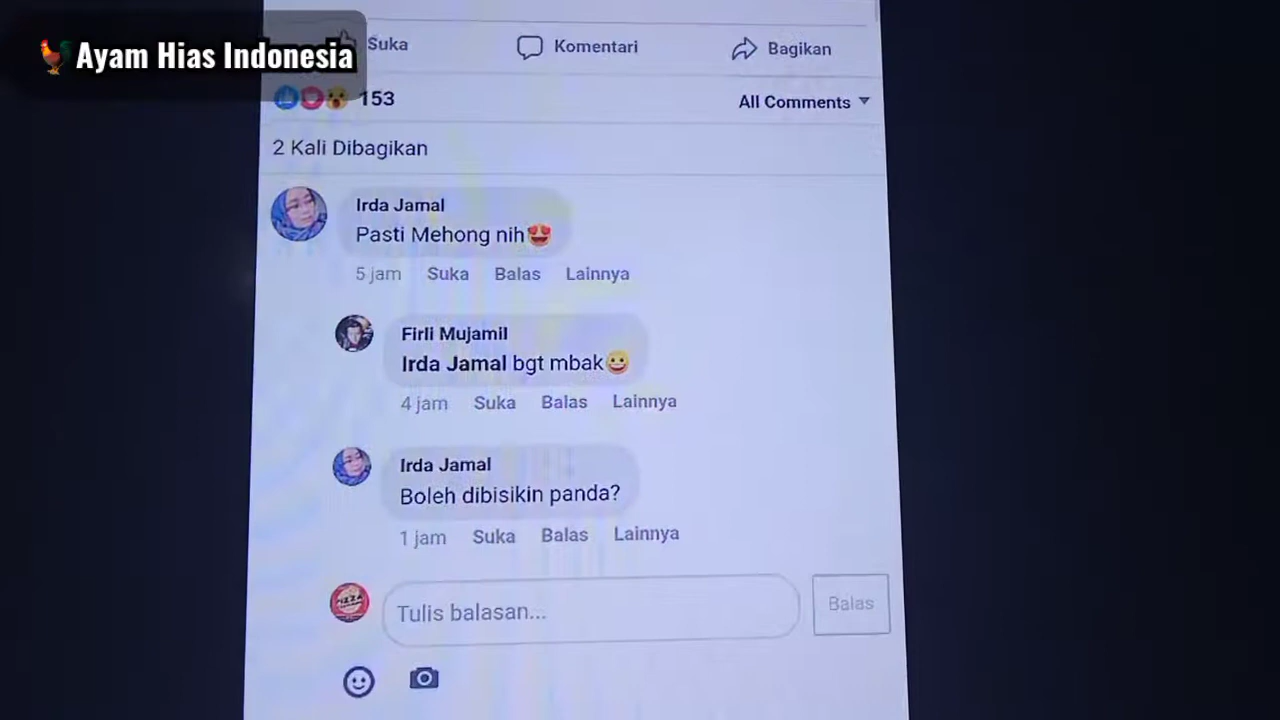 🐓Ayam Hias Indonesia
Suka
Komentari
Bagikan
153
All Comments
2 Kali Dibagikan
Irda Jamal
Pasti Mehong nih😍
5 jam Suka Balas Lainnya
Firli Mujamil
Irda Jamal bgt mbak😀
4 jam Suka Balas Lainnya
Irda Jamal
Boleh dibisikin panda?
1 jam Suka Balas Lainnya
PIZZA
Tulis balasan...
Balas